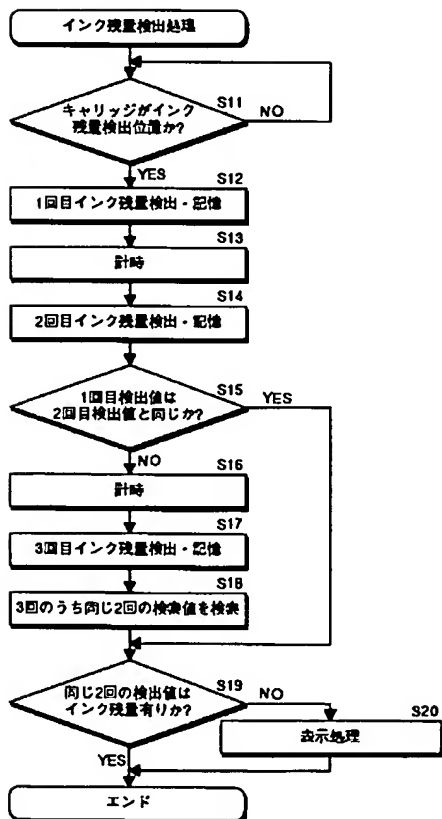 インク残量検出処理
S11
キャリッジがインク
残量検出位置か?
NO
YES
S12
1回目インク残量検出・記憶
S13
計時
S14
2回目インク残量検出・記憶
S15
1回目検出値は
2回目検出値と同じか?
YES
NO
S16
計時
S17
3回目インク残量検出・記憶
S18
3回のうち同じ2回の検索値を検索
S19
同じ2回の検出値は
インク残量有りか?
NO
S20
表示処理
YES
エンド